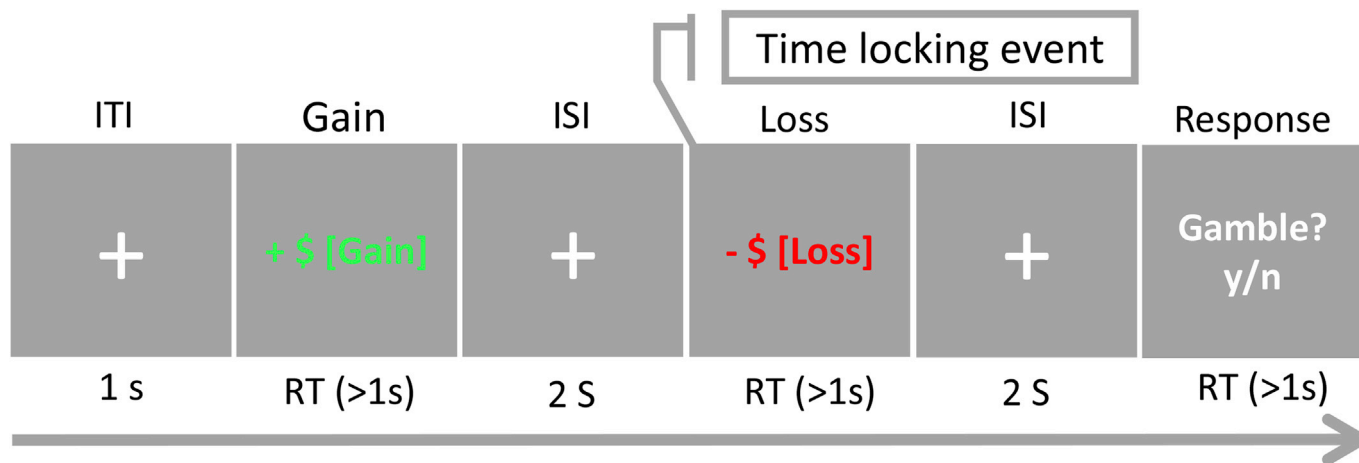 Time locking event
ITI
Gain
ISI
Loss
ISI
Response
+
+ $ [Gain]
+
- $ [Loss]
+
Gamble?
y/n
1 s
RT (>1s)
2 S
RT (>1s)
2 S
RT (>1s)